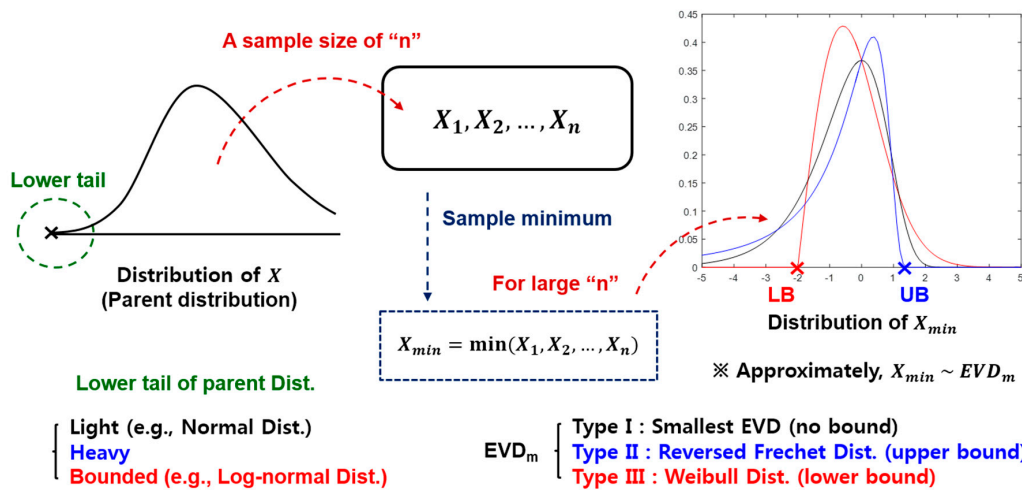 A sample size of “n”
X₁, X₂, …, Xₙ
Lower tail
Sample minimum
Distribution of X
(Parent distribution)
For large “n”
X_min = min(X₁, X₂, …, Xₙ)
0.45
0.4
0.35
0.3
0.25
0.2
0.15
0.1
0.05
0
-5 -4 -3 -2 -1 0 1 2 3 4 5
LB UB
Distribution of X_min
※ Approximately, X_min ~ EVD_m
Lower tail of parent Dist.
Light (e.g., Normal Dist.)
Heavy
Bounded (e.g., Log-normal Dist.)
EVD_m
Type I : Smallest EVD (no bound)
Type II : Reversed Frechet Dist. (upper bound)
Type III : Weibull Dist. (lower bound)